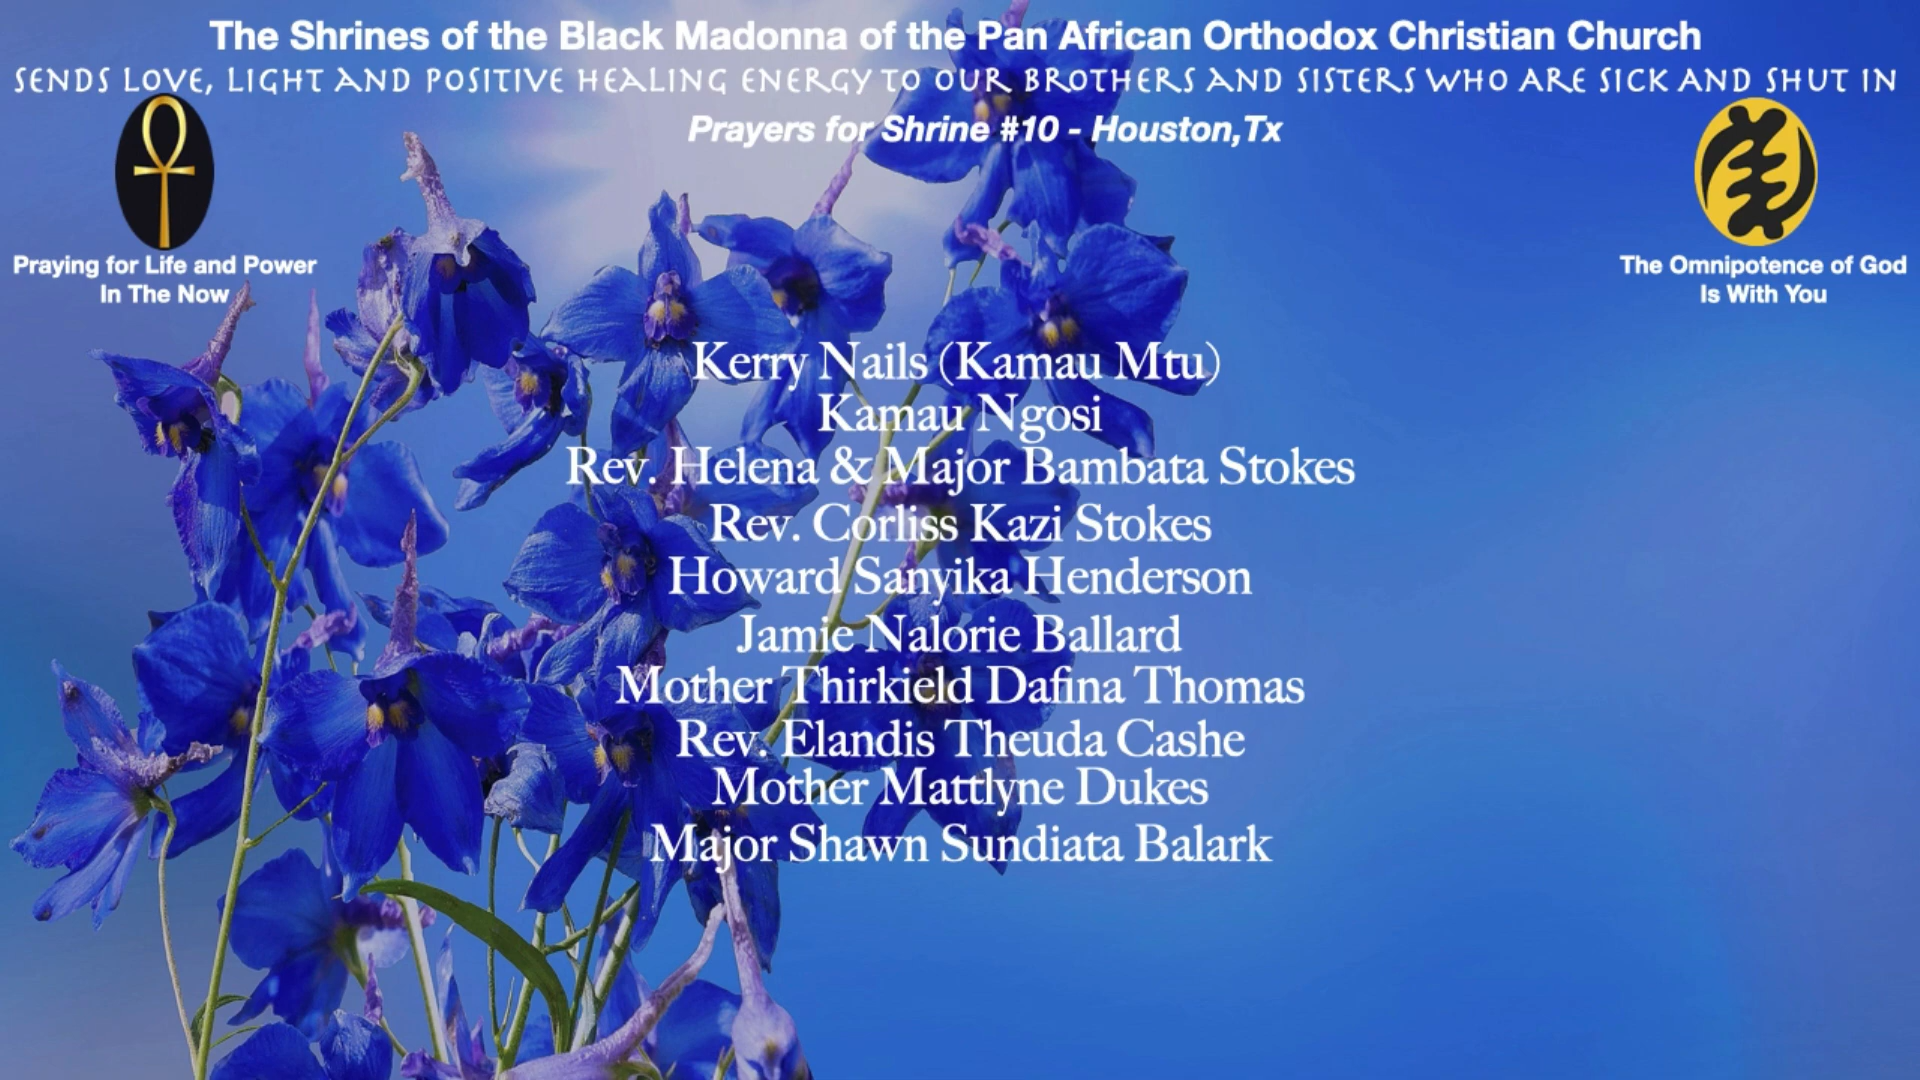 The Shrines of the Black Madonna of the Pan African Orthodox Christian Church
SENDS LOVE, LIGHT AND POSITIVE HEALING ENERGY TO OUR BROTHERS AND SISTERS WHO ARE SICK AND SHUT IN
Prayers for Shrine #10 - Houston,Tx
Praying for Life and Power
In The Now
The Omnipotence of God
Is With You
Kerry Nails (Kamau Mtu)
Kamau Ngosi
Rev. Helena & Major Bambata Stokes
Rev. Corliss Kazi Stokes
Howard Sanyika Henderson
Jamie Nalorie Ballard
Mother Thirkield Dafina Thomas
Rev. Elandis Theuda Cashe
Mother Mattlyne Dukes
Major Shawn Sundiata Balark